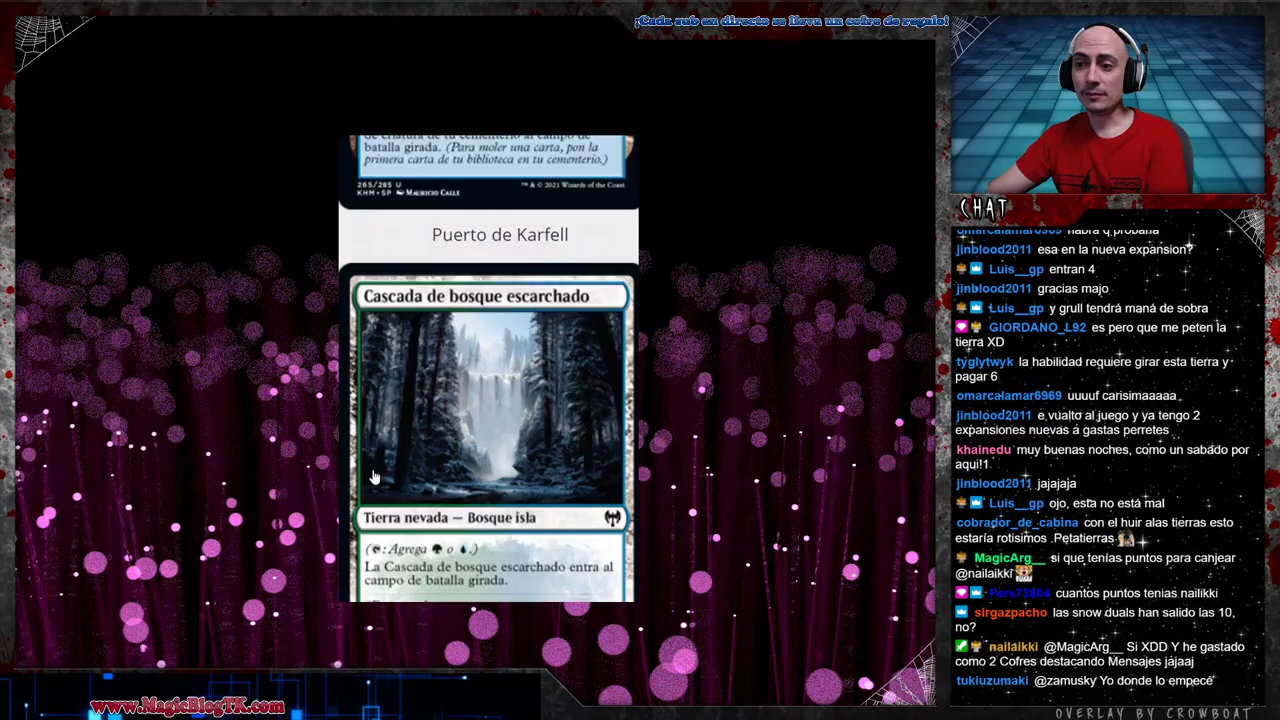 ¡Cada sub en directo se lleva un cofre de regalo!
de criatura de tu cementerio al campo de
batalla girada. (Para moler una carta, pon la
primera carta de tu biblioteca en tu cementerio.)
265/285 U
KHM • SP MAURICIO CALLE
™ & © 2021 Wizards of the Coast
Puerto de Karfell
Cascada de bosque escarchado
Tierra nevada — Bosque isla
( : Agrega o .)
La Cascada de bosque escarchado entra al
campo de batalla girada.
www.MagicBlogTK.com
CHAT
omarcalamar6969 habrá q probarla
jinblood2011 esa en la nueva expansion?
Luis__gp entran 4
jinblood2011 gracias majo
Luis__gp y grull tendrá maná de sobra
GIORDANO_L92 es pero que me peten la
tierra XD
tyglytwyk la habilidad requiere girar esta tierra y
pagar 6
omarcalamar6969 uuuuf carisimaaaaa
jinblood2011 e vualto al juego y ya tengo 2
expansiones nuevas á gastas perretes
khainedu muy buenas noches, como un sabado por
aqui!1
jinblood2011 jajajaja
Luis__gp ojo, esta no está mal
cobrador_de_cabina con el huir alas tierras esto
estaría rotisimos .Petatierras
MagicArg__ si que tenías puntos para canjear
@nailaikki
Pers73804 cuantos puntos tenias nailikki
sirgazpacho las snow duals han salido las 10,
no?
nailaikki @MagicArg__ Si XDD Y he gastado
como 2 Cofres destacando Mensajes jájaaj
tukiuzumaki @zamusky Yo donde lo empecé
OVERLAY BY CROWBOAT